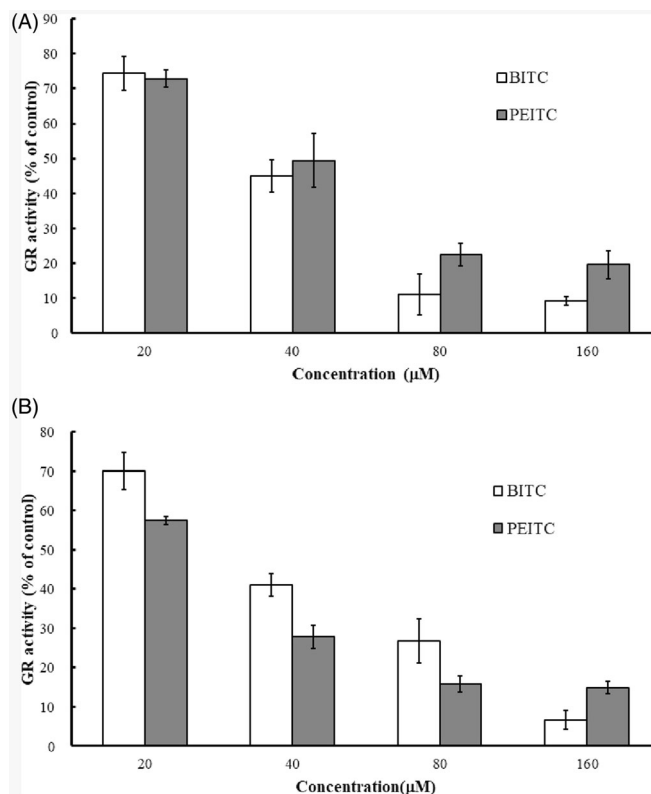 (A)
90
80
70
60
50
40
30
20
10
0
GR activity (% of control)
BITC
PEITC
20 40 80 160
Concentration (μM)
(B)
80
70
60
50
40
30
20
10
0
GR activity (% of control)
BITC
PEITC
20 40 80 160
Concentration(μM)